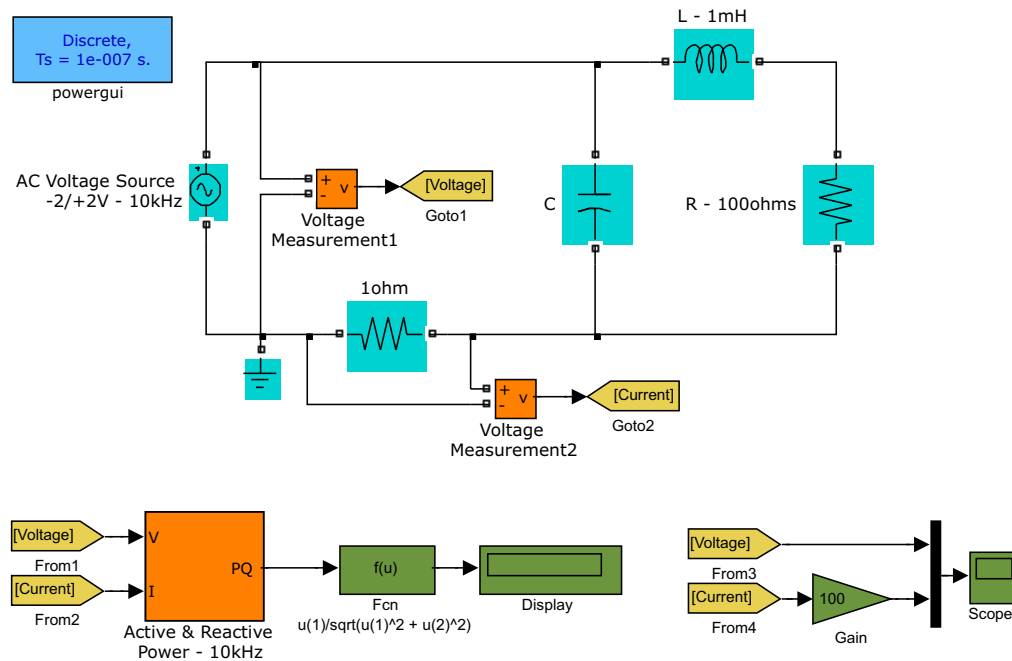 Discrete,
Ts = 1e-007 s.
powergui
L - 1mH
AC Voltage Source
-2/+2V - 10kHz
+
-
v
[Voltage]
Goto1
Voltage
Measurement1
C
R - 100ohms
1ohm
+
-
v
[Current]
Goto2
Voltage
Measurement2
[Voltage]
From1
[Current]
From2
V
I
PQ
Active & Reactive
Power - 10kHz
f(u)
Fcn
u(1)/sqrt(u(1)^2 + u(2)^2)
Display
[Voltage]
From3
[Current]
From4
100
Gain
Scope